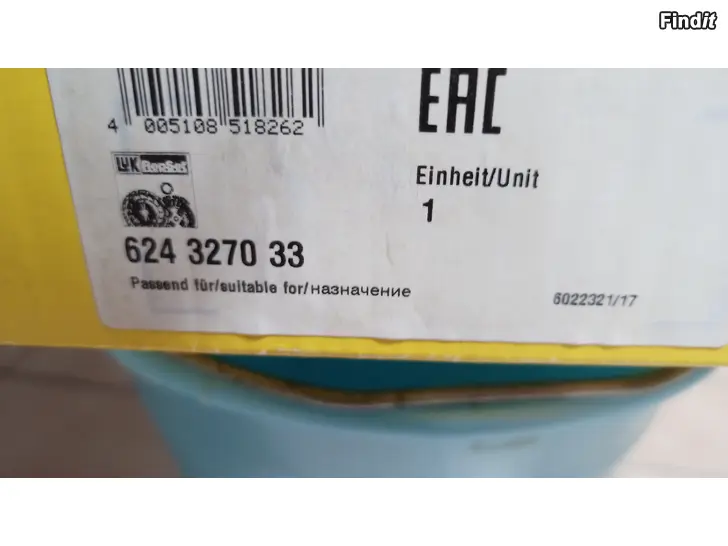 Findit
EAC
4 005108 518262
LuK RepSet
Einheit/Unit
1
624 3270 33
Passend für/suitable for/назначение
6022321/17